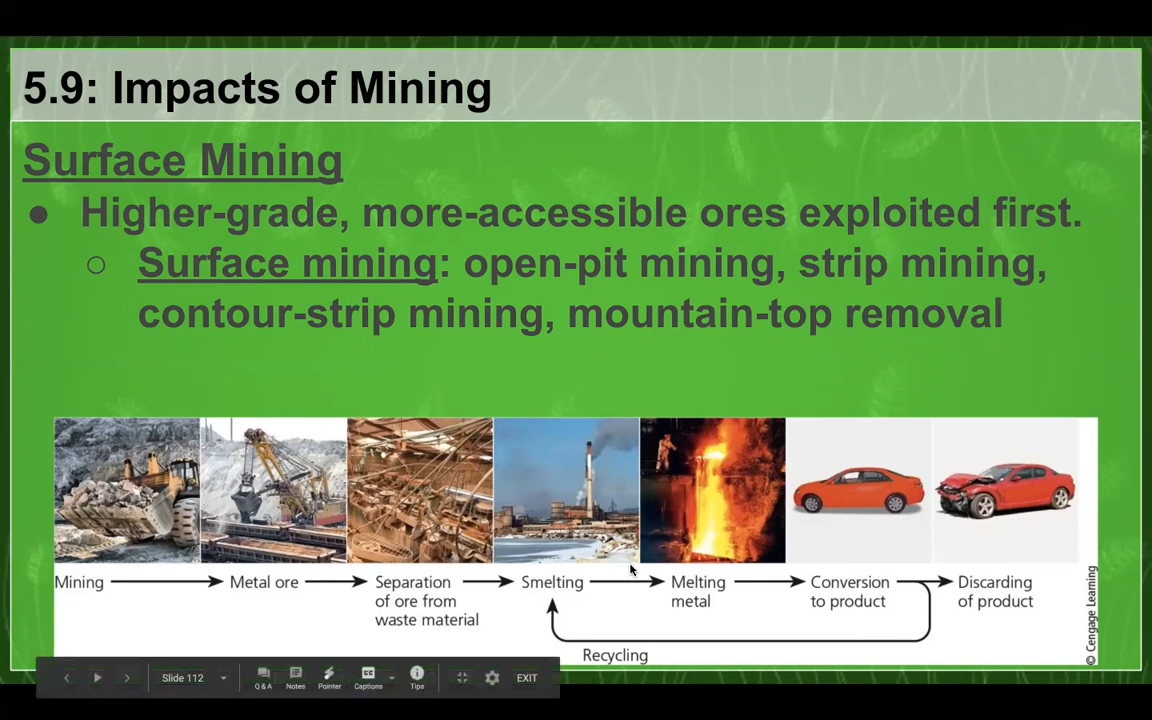 5.9: Impacts of Mining
Surface Mining
● Higher-grade, more-accessible ores exploited first.
○ Surface mining: open-pit mining, strip mining,
contour-strip mining, mountain-top removal
Mining
Metal ore
Separation
of ore from
waste material
Smelting
Melting
metal
Conversion
to product
Discarding
of product
Recycling
© Cengage Learning
Slide 112
Q & A
Notes
Pointer
Captions
Tips
EXIT